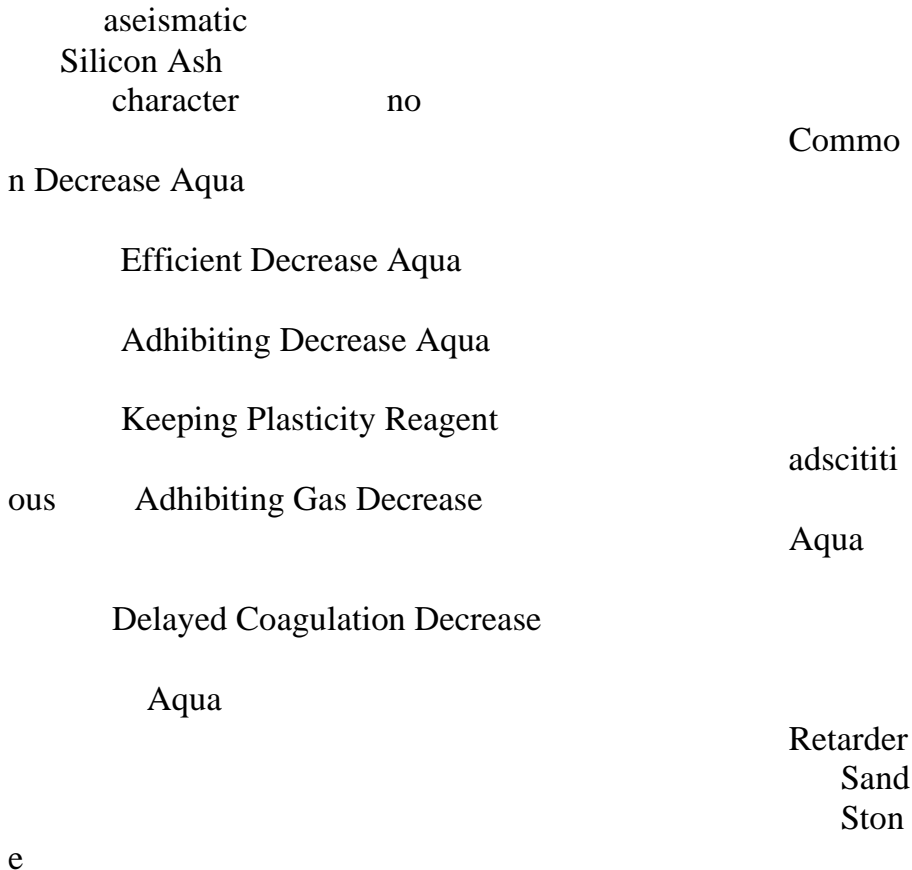 aseismatic
Silicon Ash
character no
Commo
n Decrease Aqua
Efficient Decrease Aqua
Adhibiting Decrease Aqua
Keeping Plasticity Reagent
adscititi
ous Adhibiting Gas Decrease
Aqua
Delayed Coagulation Decrease
Aqua
Retarder
Sand
Ston
e